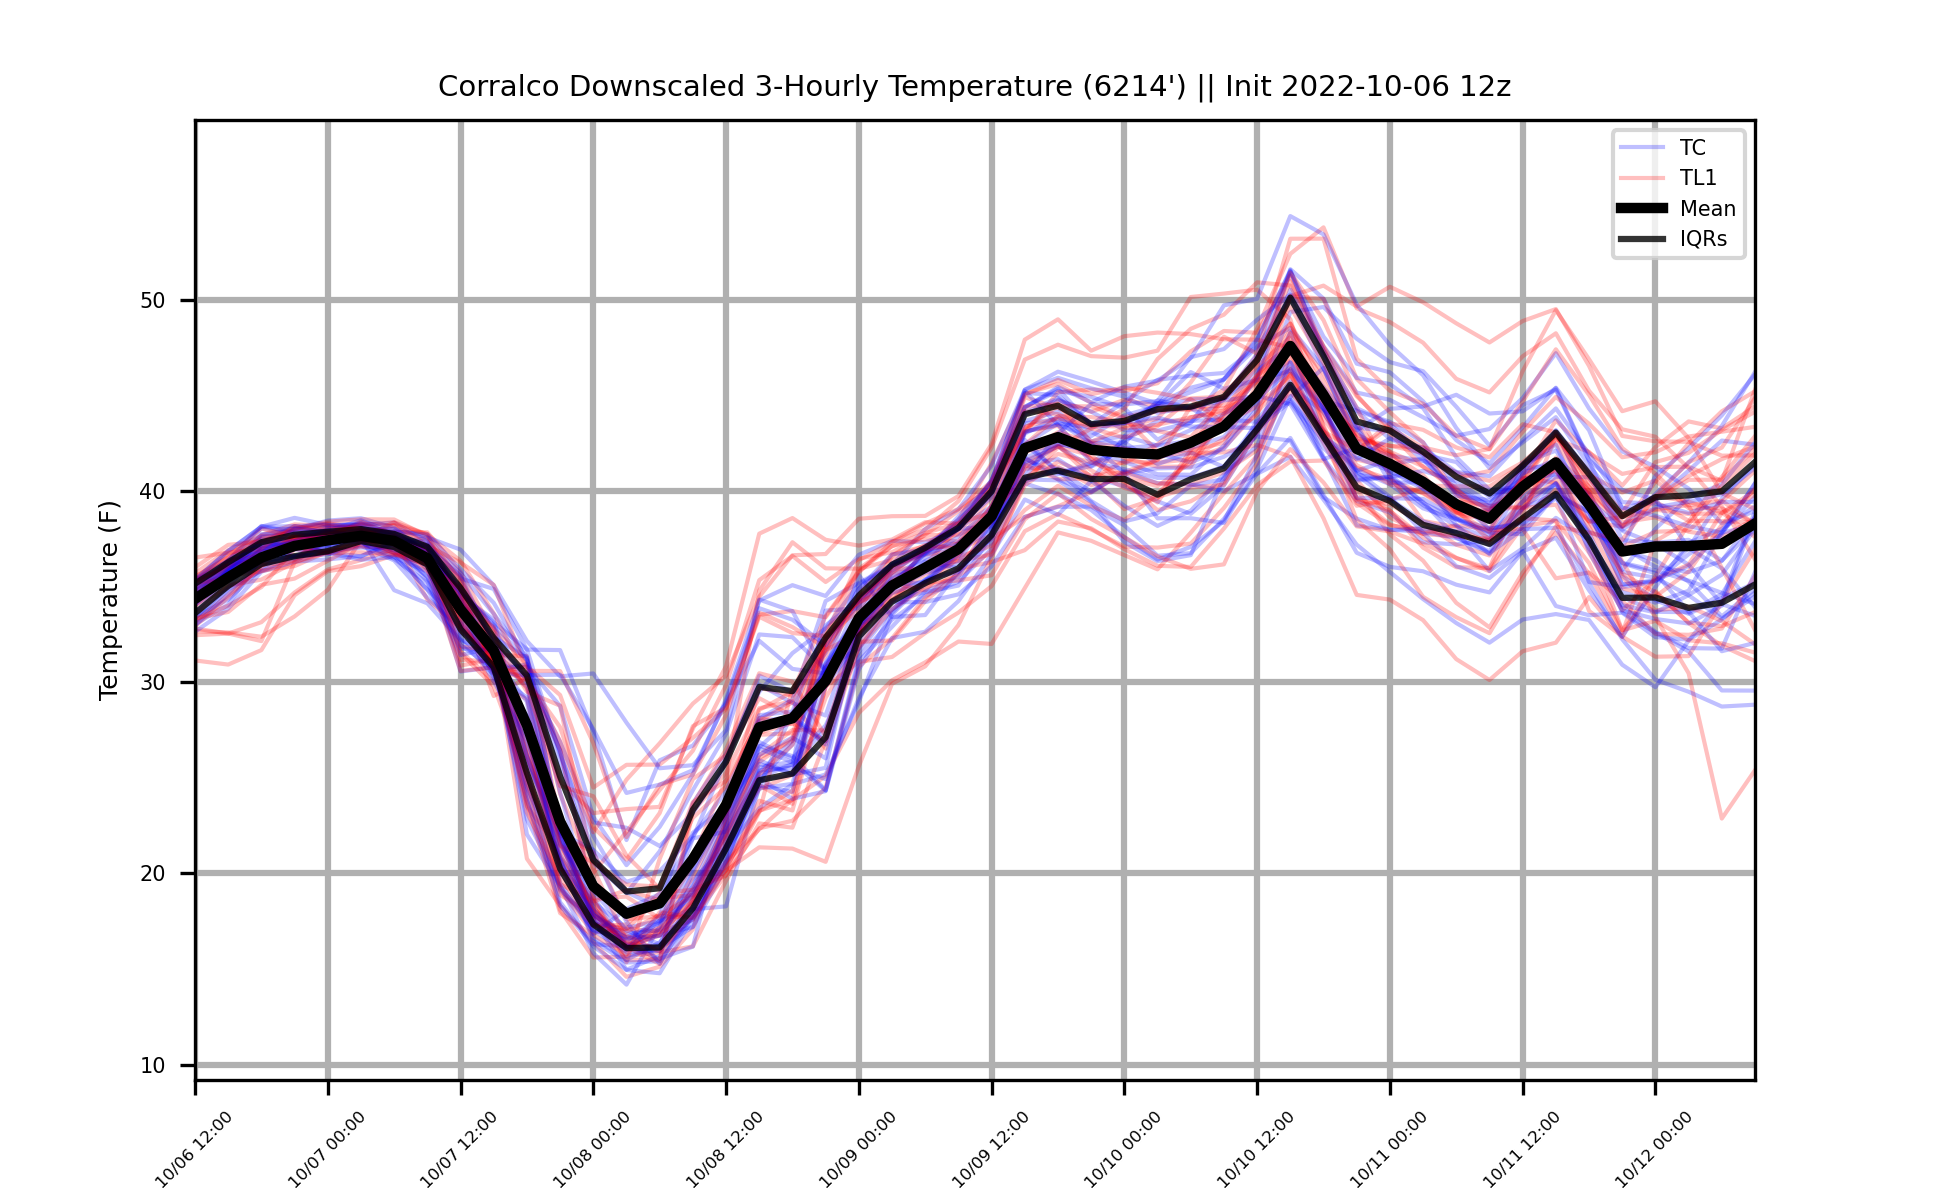 Corralco Downscaled 3-Hourly Temperature (6214') || Init 2022-10-06 12z
TC
TL1
Mean
IQRs
Temperature (F)
50
40
30
20
10
10/06 12:00
10/07 00:00
10/07 12:00
10/08 00:00
10/08 12:00
10/09 00:00
10/09 12:00
10/10 00:00
10/10 12:00
10/11 00:00
10/11 12:00
10/12 00:00